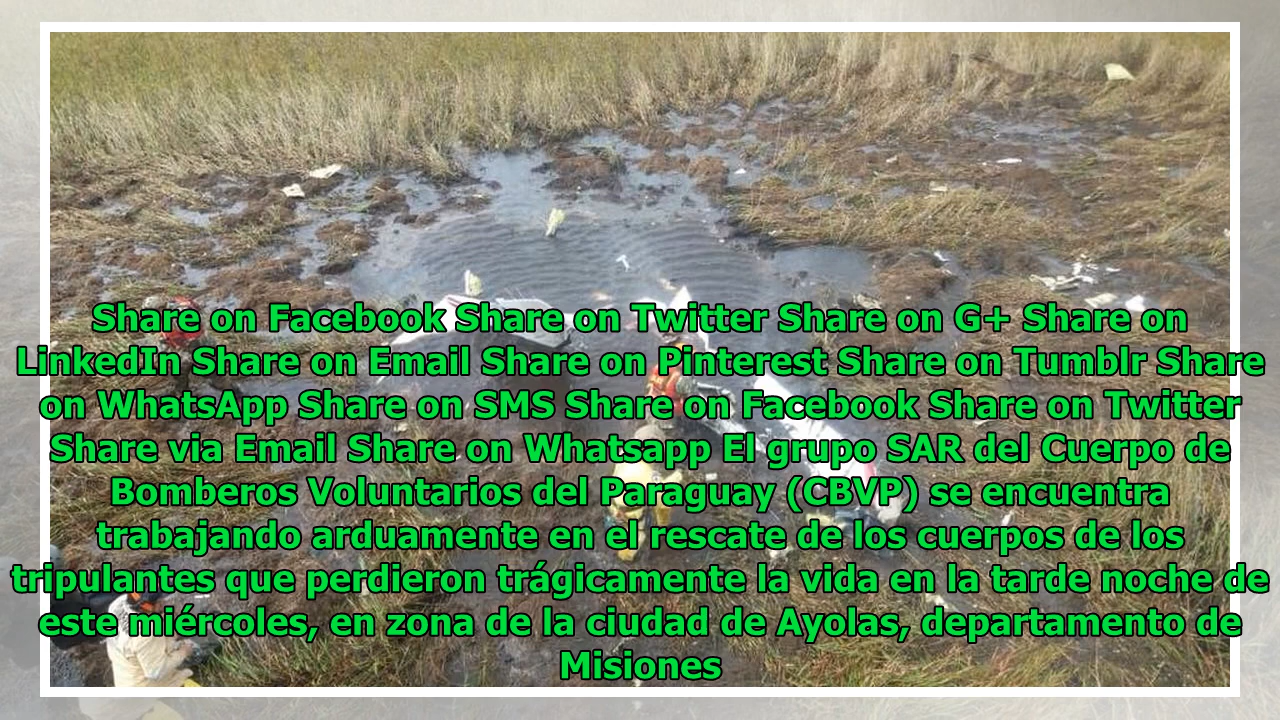 Share on Facebook Share on Twitter Share on G+ Share on
LinkedIn Share on Email Share on Pinterest Share on Tumblr Share
on WhatsApp Share on SMS Share on Facebook Share on Twitter
Share via Email Share on Whatsapp El grupo SAR del Cuerpo de
Bomberos Voluntarios del Paraguay (CBVP) se encuentra
trabajando arduamente en el rescate de los cuerpos de los
tripulantes que perdieron trágicamente la vida en la tarde noche de
este miércoles, en zona de la ciudad de Ayolas, departamento de
Misiones